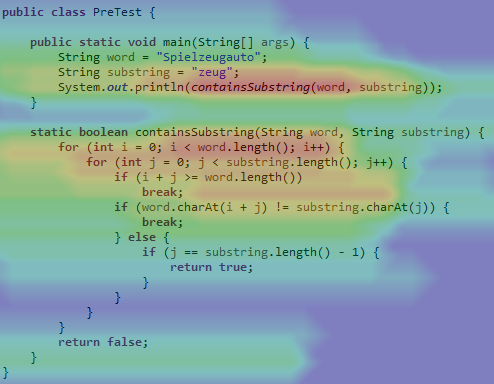 public class PreTest {
    public static void main(String[] args) {
        String word = "Spielzeugauto";
        String substring = "zeug";
        System.out.println(containsSubstring(word, substring));
    }
    static boolean containsSubstring(String word, String substring) {
        for (int i = 0; i < word.length(); i++) {
            for (int j = 0; j < substring.length(); j++) {
                if (i + j >= word.length())
                    break;
                if (word.charAt(i + j) != substring.charAt(j)) {
                    break;
                } else {
                    if (j == substring.length() - 1) {
                        return true;
                    }
                }
            }
        }
        return false;
    }
}